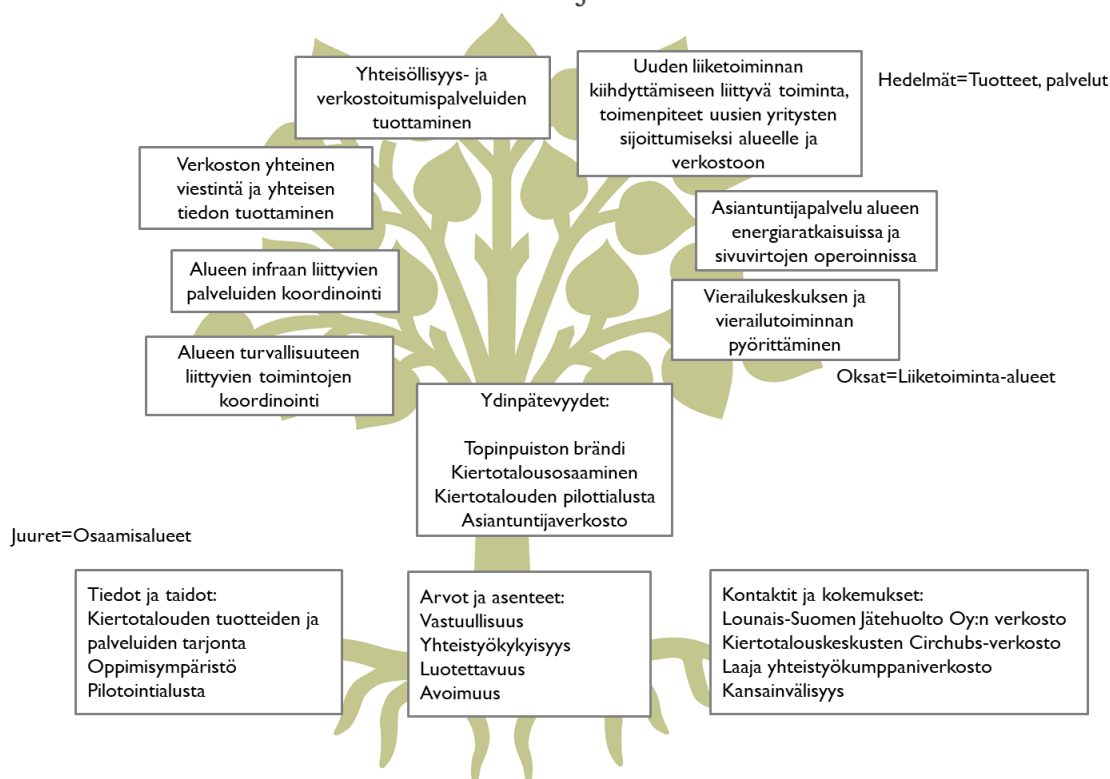 Yhteisöllisyys- ja
verkostoitumispalveluiden
tuottaminen
Uuden liiketoiminnan
kiihdyttämiseen liittyvä toiminta,
toimenpiteet uusien yritysten
sijoittumiseksi alueelle ja
verkostoon
Hedelmät=Tuotteet, palvelut
Verkoston yhteinen
viestintä ja yhteisen
tiedon tuottaminen
Asiantuntijapalvelu alueen
energiaratkaisuissa ja
sivuvirtojen operoinnissa
Alueen infraan liittyvien
palveluiden koordinointi
Vierailukeskuksen ja
vierailutoiminnan
pyörittäminen
Alueen turvallisuuteen
liittyvien toimintojen
koordinointi
Oksat=Liiketoiminta-alueet
Ydinpätevyydet:
Topinpuiston brändi
Kiertotalousosaaminen
Kiertotalouden pilottialusta
Asiantuntijaverkosto
Juuret=Osaamisalueet
Tiedot ja taidot:
Kiertotalouden tuotteiden ja
palveluiden tarjonta
Oppimisympäristö
Pilotointialusta
Arvot ja asenteet:
Vastuullisuus
Yhteistyökykyisyys
Luotettavuus
Avoimuus
Kontaktit ja kokemukset:
Lounais-Suomen Jätehuolto Oy:n verkosto
Kiertotalouskeskusten Circhubs-verkosto
Laaja yhteistyökumppaniverkosto
Kansainvälisyys